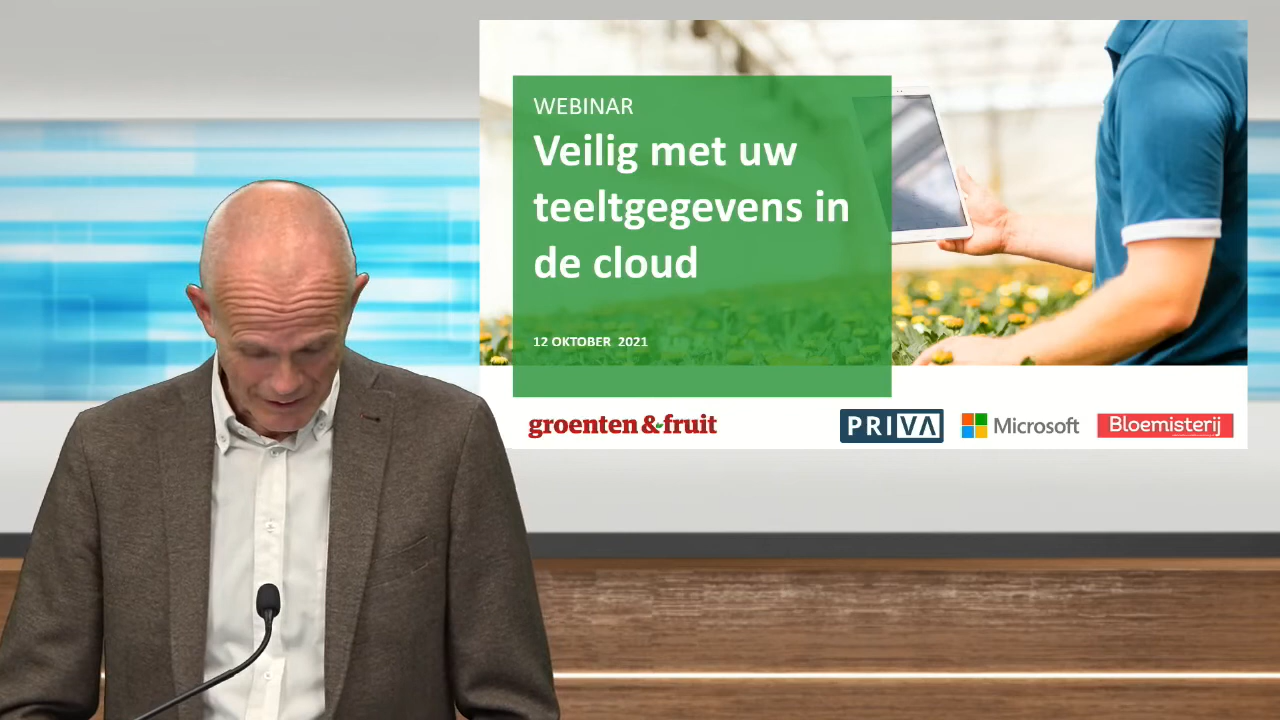 WEBINAR
Veilig met uw
teeltgegevens in
de cloud
12 OKTOBER 2021
groenten & fruit
PRIVA
Microsoft
Bloemisterij